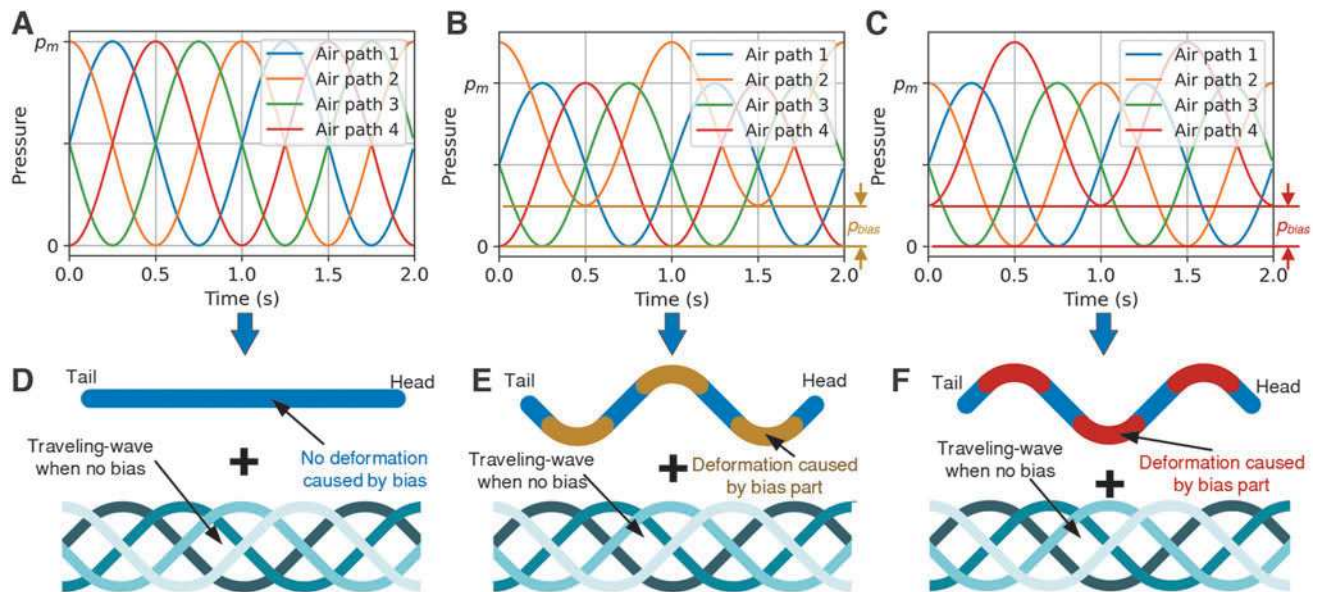 A
Pressure
p_m
0
Air path 1
Air path 2
Air path 3
Air path 4
0.0 0.5 1.0 1.5 2.0
Time (s)
B
Pressure
p_m
0
Air path 1
Air path 2
Air path 3
Air path 4
p_bias
0.0 0.5 1.0 1.5 2.0
Time (s)
C
Pressure
p_m
0
Air path 1
Air path 2
Air path 3
Air path 4
p_bias
0.0 0.5 1.0 1.5 2.0
Time (s)
D
Tail
Head
Traveling-wave
when no bias
+
No deformation
caused by bias
E
Tail
Head
Traveling-wave
when no bias
+
Deformation caused
by bias part
F
Tail
Head
Traveling-wave
when no bias
+
Deformation caused
by bias part